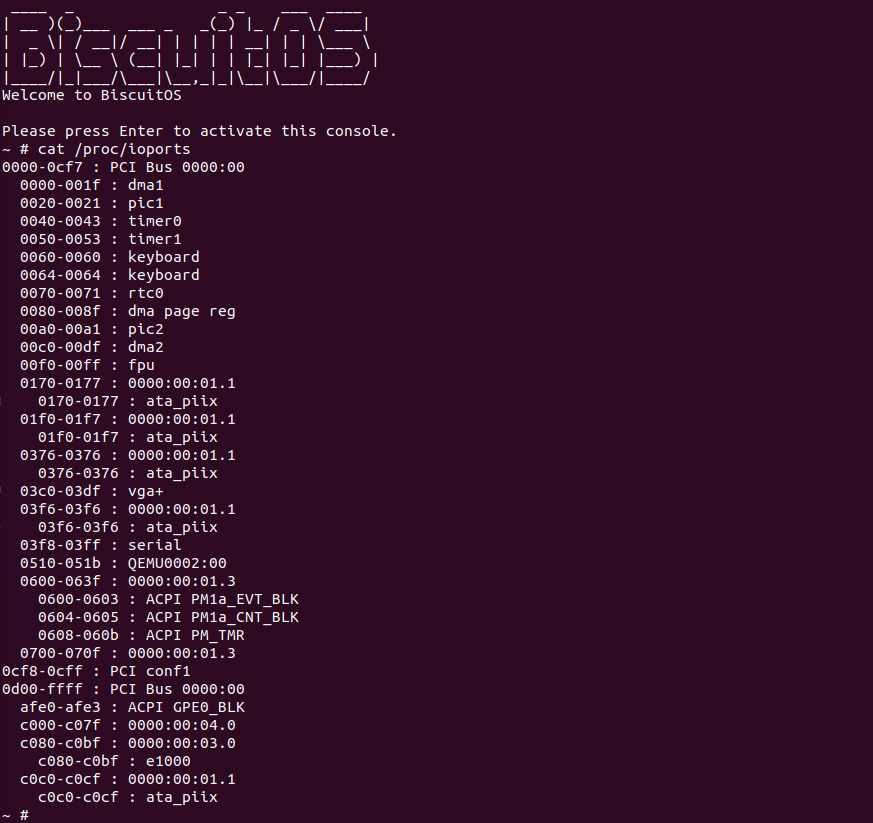 ____  _                _ _    ___  ____
| __ )(_)___  ___ _   _(_) |_ / _ \/ ___|
|  _ \| / __|/ __| | | | | __| | | \___ \
| |_) | \__ \ (__| |_| | | |_| |_| |___) |
|____/|_|___/\___|\__,_|_|\__|\___/|____/
Welcome to BiscuitOS

Please press Enter to activate this console.
~ # cat /proc/ioports
0000-0cf7 : PCI Bus 0000:00
  0000-001f : dma1
  0020-0021 : pic1
  0040-0043 : timer0
  0050-0053 : timer1
  0060-0060 : keyboard
  0064-0064 : keyboard
  0070-0071 : rtc0
  0080-008f : dma page reg
  00a0-00a1 : pic2
  00c0-00df : dma2
  00f0-00ff : fpu
  0170-0177 : 0000:00:01.1
    0170-0177 : ata_piix
  01f0-01f7 : 0000:00:01.1
    01f0-01f7 : ata_piix
  0376-0376 : 0000:00:01.1
    0376-0376 : ata_piix
  03c0-03df : vga+
  03f6-03f6 : 0000:00:01.1
    03f6-03f6 : ata_piix
  03f8-03ff : serial
  0510-051b : QEMU0002:00
  0600-063f : 0000:00:01.3
    0600-0603 : ACPI PM1a_EVT_BLK
    0604-0605 : ACPI PM1a_CNT_BLK
    0608-060b : ACPI PM_TMR
  0700-070f : 0000:00:01.3
0cf8-0cff : PCI conf1
0d00-ffff : PCI Bus 0000:00
  afe0-afe3 : ACPI GPE0_BLK
  c000-c07f : 0000:00:04.0
  c080-c0bf : 0000:00:03.0
    c080-c0bf : e1000
  c0c0-c0cf : 0000:00:01.1
    c0c0-c0cf : ata_piix
~ #